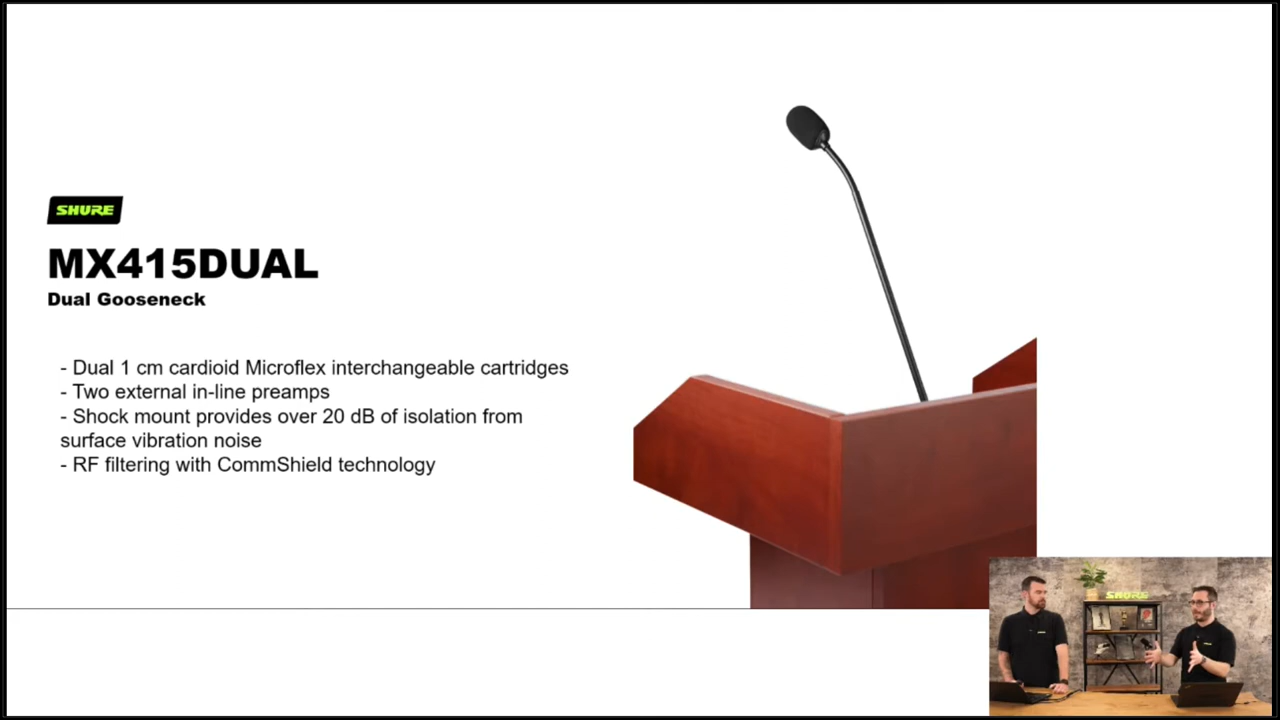 SHURE
MX415DUAL
Dual Gooseneck
- Dual 1 cm cardioid Microflex interchangeable cartridges
- Two external in-line preamps
- Shock mount provides over 20 dB of isolation from
surface vibration noise
- RF filtering with CommShield technology
SHURE